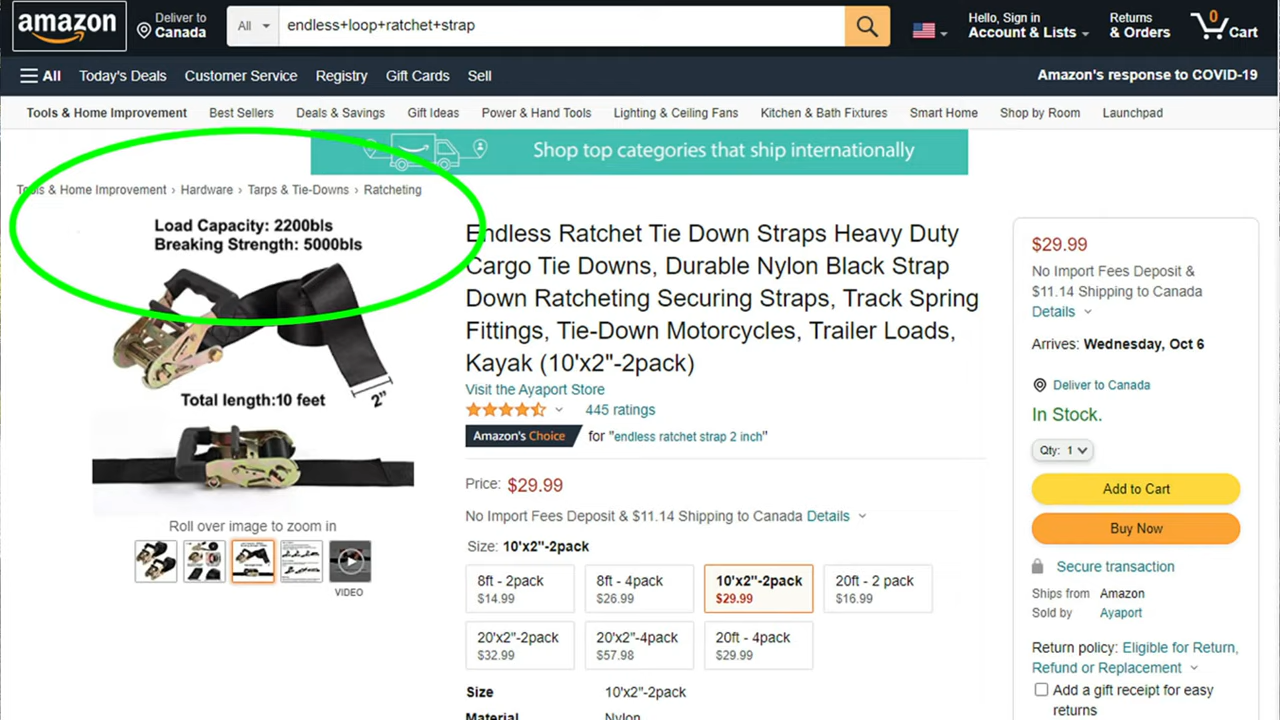 amazon
Deliver to
Canada
All
endless+loop+ratchet+strap
Hello, Sign in
Account & Lists
Returns
& Orders
0
Cart
All
Today's Deals
Customer Service
Registry
Gift Cards
Sell
Amazon's response to COVID-19
Tools & Home Improvement
Best Sellers
Deals & Savings
Gift Ideas
Power & Hand Tools
Lighting & Ceiling Fans
Kitchen & Bath Fixtures
Smart Home
Shop by Room
Launchpad
Shop top categories that ship internationally
Tools & Home Improvement › Hardware › Tarps & Tie-Downs › Ratcheting
Load Capacity: 2200bls
Breaking Strength: 5000bls
2"
Total length:10 feet
Roll over image to zoom in
VIDEO
Endless Ratchet Tie Down Straps Heavy Duty
Cargo Tie Downs, Durable Nylon Black Strap
Down Ratcheting Securing Straps, Track Spring
Fittings, Tie-Down Motorcycles, Trailer Loads,
Kayak (10'x2"-2pack)
Visit the Ayaport Store
445 ratings
Amazon's Choice for "endless ratchet strap 2 inch"
Price: $29.99
No Import Fees Deposit & $11.14 Shipping to Canada Details
Size: 10'x2"-2pack
8ft - 2pack
$14.99
8ft - 4pack
$26.99
10'x2"-2pack
$29.99
20ft - 2 pack
$16.99
20'x2"-2pack
$32.99
20'x2"-4pack
$57.98
20ft - 4pack
$29.99
Size 10'x2"-2pack
Material Nylon
$29.99
No Import Fees Deposit &
$11.14 Shipping to Canada
Details
Arrives: Wednesday, Oct 6
Deliver to Canada
In Stock.
Qty: 1
Add to Cart
Buy Now
Secure transaction
Ships from Amazon
Sold by Ayaport
Return policy: Eligible for Return,
Refund or Replacement
Add a gift receipt for easy
returns